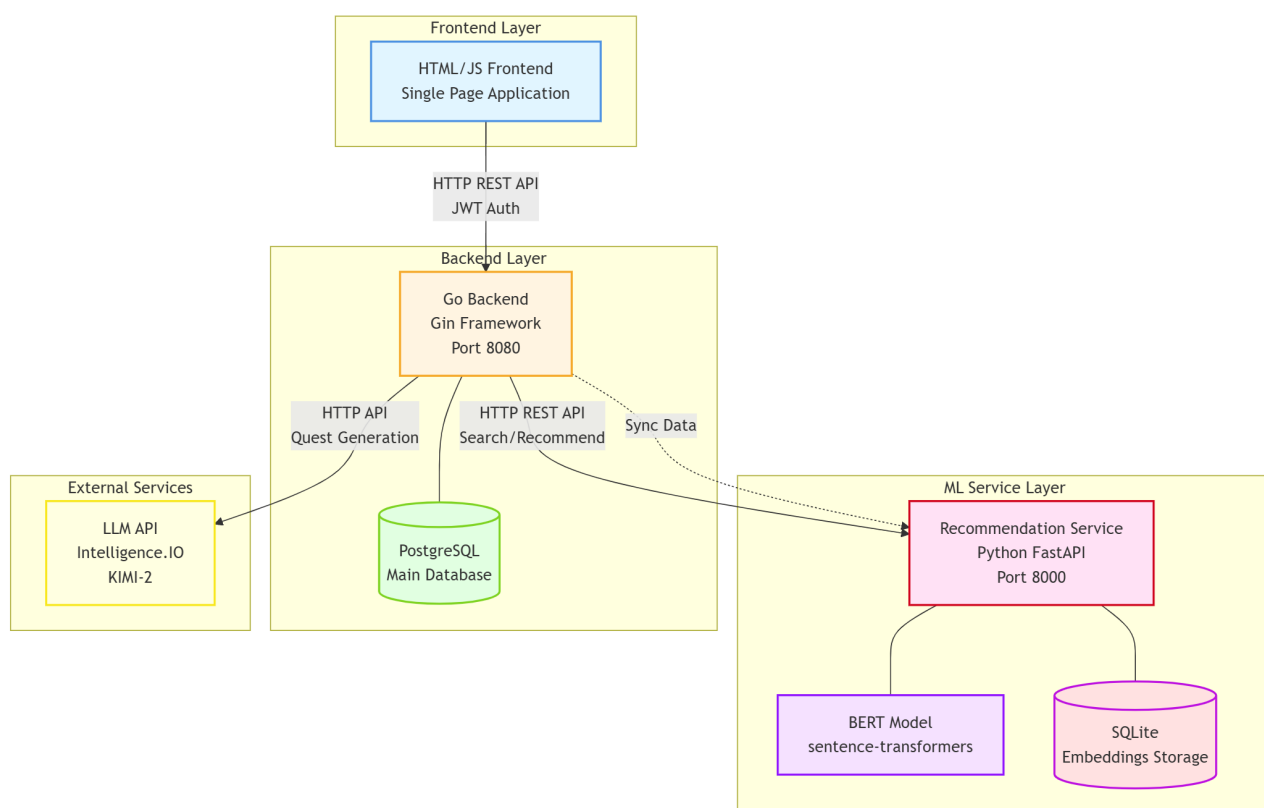 Frontend Layer
HTML/JS Frontend
Single Page Application
HTTP REST API
JWT Auth
Backend Layer
Go Backend
Gin Framework
Port 8080
HTTP API
Quest Generation
HTTP REST API
Search/Recommend
Sync Data
External Services
LLM API
Intelligence.IO
KIMI-2
PostgreSQL
Main Database
ML Service Layer
Recommendation Service
Python FastAPI
Port 8000
BERT Model
sentence-transformers
SQLite
Embeddings Storage